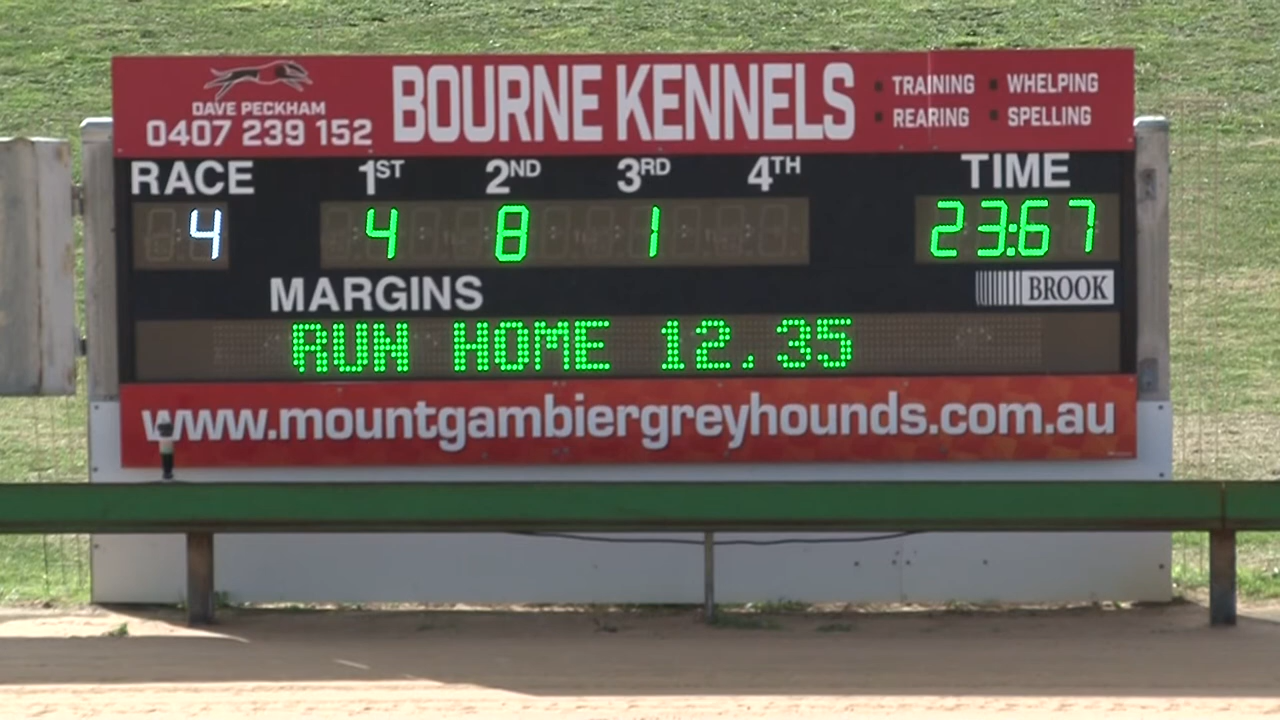 DAVE PECKHAM
0407 239 152
BOURNE KENNELS
▪ TRAINING ▪ WHELPING
▪ REARING ▪ SPELLING
RACE 1ST 2ND 3RD 4TH TIME
4 4 8 1 23:67
MARGINS
BROOK
RUN HOME 12.35
www.mountgambiergreyhounds.com.au